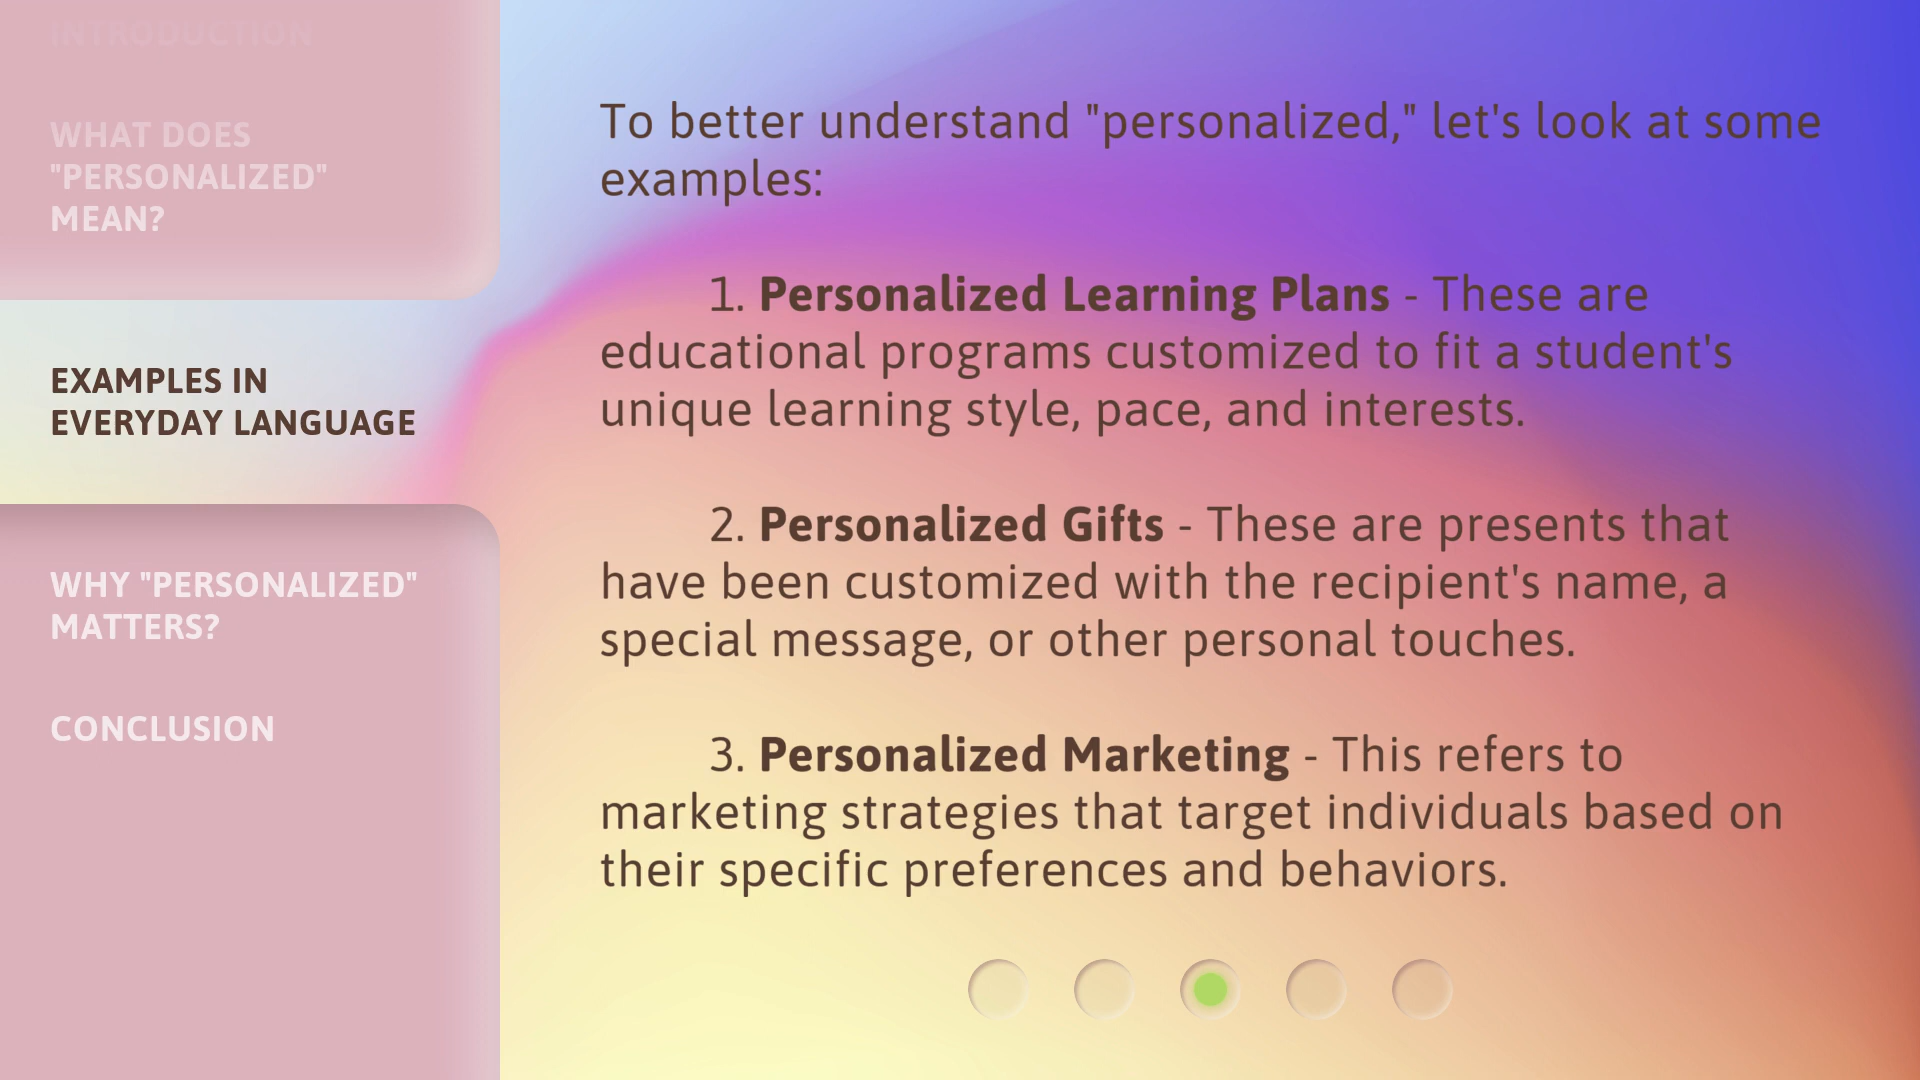 INTRODUCTION
WHAT DOES
"PERSONALIZED"
MEAN?
EXAMPLES IN
EVERYDAY LANGUAGE
WHY "PERSONALIZED"
MATTERS?
CONCLUSION
To better understand "personalized," let's look at some
examples:
1. Personalized Learning Plans - These are
educational programs customized to fit a student's
unique learning style, pace, and interests.
2. Personalized Gifts - These are presents that
have been customized with the recipient's name, a
special message, or other personal touches.
3. Personalized Marketing - This refers to
marketing strategies that target individuals based on
their specific preferences and behaviors.